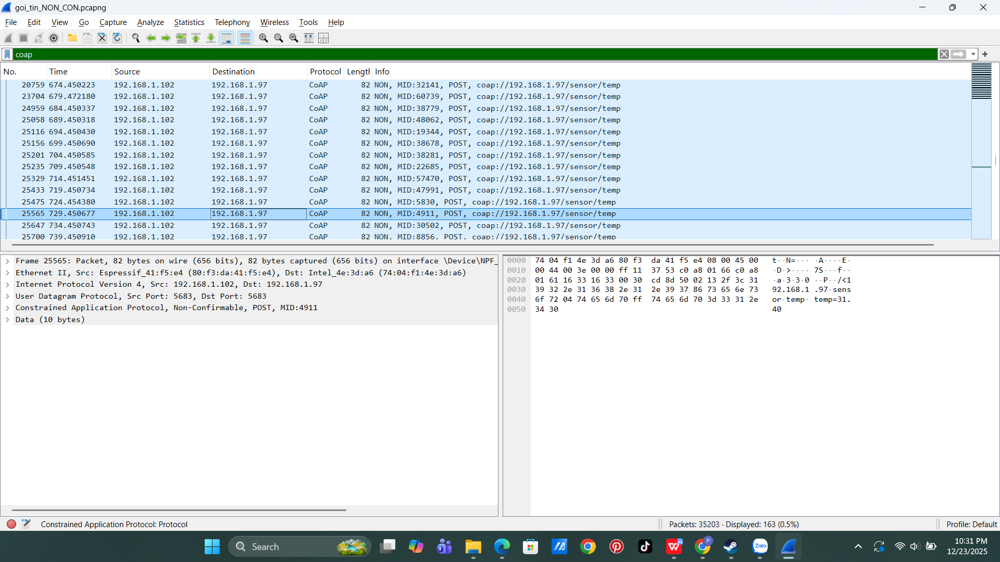 goi_tin_NON_CON.pcapng
File Edit View Go Capture Analyze Statistics Telephony Wireless Tools Help
coap
No. Time Source Destination Protocol Length Info
20759 674.450223 192.168.1.102 192.168.1.97 CoAP 82 NON, MID:32141, POST, coap://192.168.1.97/sensor/temp
23704 679.472180 192.168.1.102 192.168.1.97 CoAP 82 NON, MID:60739, POST, coap://192.168.1.97/sensor/temp
24959 684.450337 192.168.1.102 192.168.1.97 CoAP 82 NON, MID:38779, POST, coap://192.168.1.97/sensor/temp
25058 689.450318 192.168.1.102 192.168.1.97 CoAP 82 NON, MID:48062, POST, coap://192.168.1.97/sensor/temp
25116 694.450430 192.168.1.102 192.168.1.97 CoAP 82 NON, MID:19344, POST, coap://192.168.1.97/sensor/temp
25156 699.450690 192.168.1.102 192.168.1.97 CoAP 82 NON, MID:38678, POST, coap://192.168.1.97/sensor/temp
25201 704.450585 192.168.1.102 192.168.1.97 CoAP 82 NON, MID:38281, POST, coap://192.168.1.97/sensor/temp
25235 709.450548 192.168.1.102 192.168.1.97 CoAP 82 NON, MID:22685, POST, coap://192.168.1.97/sensor/temp
25329 714.451451 192.168.1.102 192.168.1.97 CoAP 82 NON, MID:57470, POST, coap://192.168.1.97/sensor/temp
25433 719.450734 192.168.1.102 192.168.1.97 CoAP 82 NON, MID:47991, POST, coap://192.168.1.97/sensor/temp
25475 724.454380 192.168.1.102 192.168.1.97 CoAP 82 NON, MID:5830, POST, coap://192.168.1.97/sensor/temp
25565 729.450677 192.168.1.102 192.168.1.97 CoAP 82 NON, MID:4911, POST, coap://192.168.1.97/sensor/temp
25647 734.450743 192.168.1.102 192.168.1.97 CoAP 82 NON, MID:30502, POST, coap://192.168.1.97/sensor/temp
25700 739.450910 192.168.1.102 192.168.1.97 CoAP 82 NON, MID:8856, POST, coap://192.168.1.97/sensor/temp
Frame 25565: Packet, 82 bytes on wire (656 bits), 82 bytes captured (656 bits) on interface \Device\NPF_
Ethernet II, Src: Espressif_41:f5:e4 (80:f3:da:41:f5:e4), Dst: Intel_4e:3d:a6 (74:04:f1:4e:3d:a6)
Internet Protocol Version 4, Src: 192.168.1.102, Dst: 192.168.1.97
User Datagram Protocol, Src Port: 5683, Dst Port: 5683
Constrained Application Protocol, Non-Confirmable, POST, MID:4911
Data (10 bytes)
0000 74 04 f1 4e 3d a6 80 f3 da 41 f5 e4 08 00 45 00 t··N=··· ·A····E·
0010 00 44 00 3e 00 00 ff 11 37 53 c0 a8 01 66 c0 a8 ·D·>···· 7S···f··
0020 01 61 16 33 16 33 00 30 cd 8d 50 02 13 2f 3c 31 ·a·3·3·0 ··P··/<1
0030 39 32 2e 31 36 38 2e 31 2e 39 37 86 73 65 6e 73 92.168.1 .97·sens
0040 6f 72 04 74 65 6d 70 ff 74 65 6d 70 3d 33 31 2e or·temp· temp=31.
0050 34 30 40
Constrained Application Protocol: Protocol Packets: 35203 · Displayed: 163 (0.5%) Profile: Default
Search
Zalo
P
10:31 PM
12/23/2025